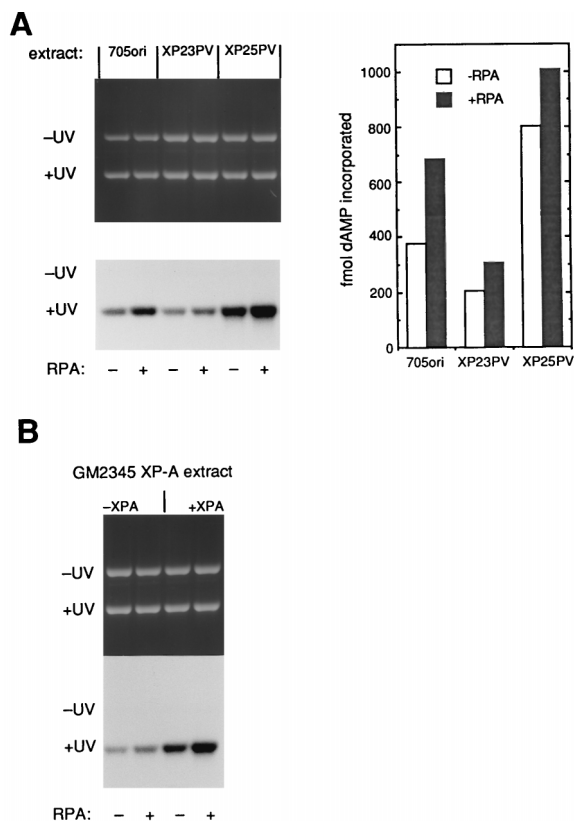 A
extract: 705ori XP23PV XP25PV
–UV
+UV
–UV
+UV
RPA: – + – + – +
fmol dAMP incorporated
1000
800
600
400
200
0
-RPA
+RPA
705ori XP23PV XP25PV
B
GM2345 XP-A extract
–XPA +XPA
–UV
+UV
–UV
+UV
RPA: – + – +